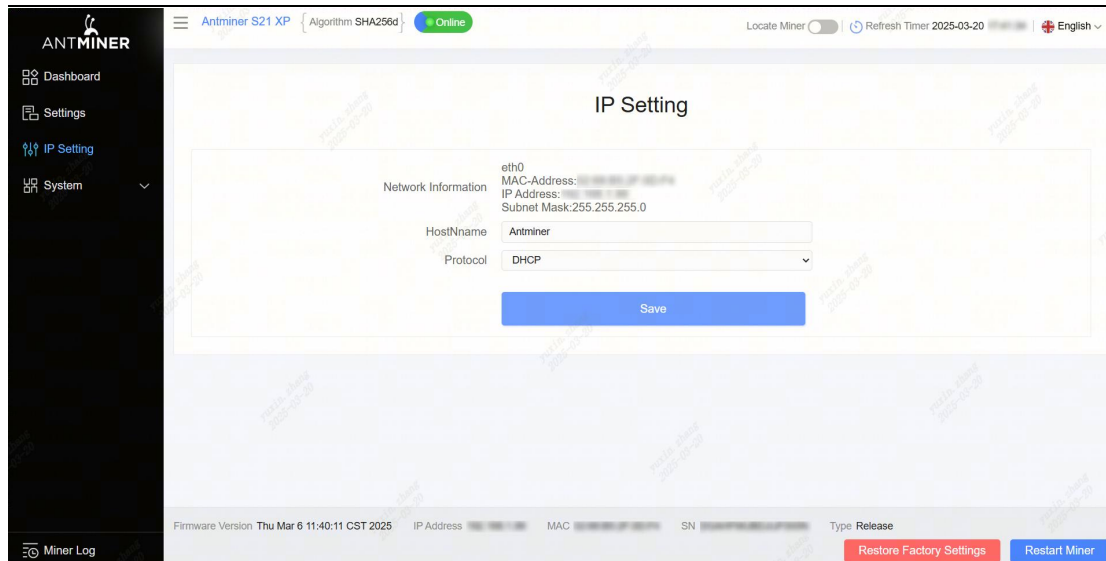 ANTMINER
Antminer S21 XP { Algorithm SHA256d } Online
Locate Miner Refresh Timer 2025-03-20 English
Dashboard
Settings
IP Setting
System
IP Setting
Network Information
eth0
MAC-Address:
IP Address:
Subnet Mask:255.255.255.0
HostNname Antminer
Protocol DHCP
Save
Firmware Version Thu Mar 6 11:40:11 CST 2025 IP Address MAC SN Type Release
Miner Log
Restore Factory Settings Restart Miner